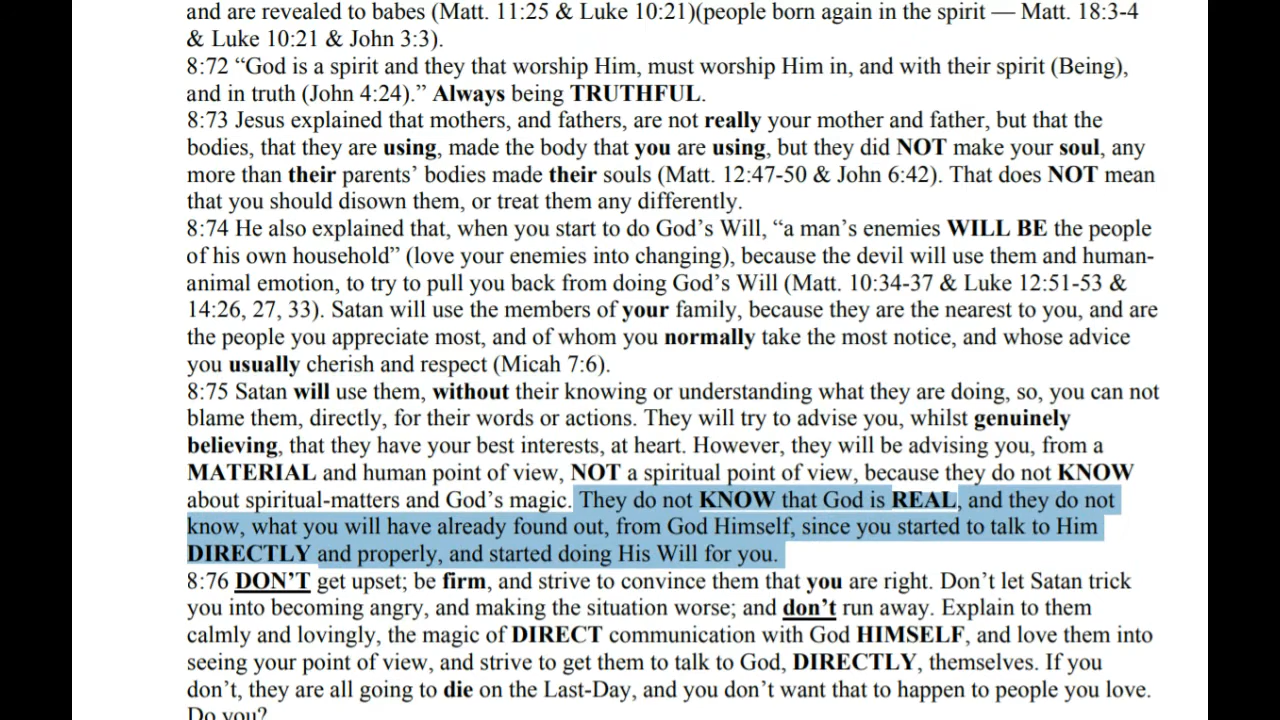 and are revealed to babes (Matt. 11:25 & Luke 10:21)(people born again in the spirit — Matt. 18:3-4
& Luke 10:21 & John 3:3).
8:72 “God is a spirit and they that worship Him, must worship Him in, and with their spirit (Being),
and in truth (John 4:24).” Always being TRUTHFUL.
8:73 Jesus explained that mothers, and fathers, are not really your mother and father, but that the
bodies, that they are using, made the body that you are using, but they did NOT make your soul, any
more than their parents’ bodies made their souls (Matt. 12:47-50 & John 6:42). That does NOT mean
that you should disown them, or treat them any differently.
8:74 He also explained that, when you start to do God’s Will, “a man’s enemies WILL BE the people
of his own household” (love your enemies into changing), because the devil will use them and human-
animal emotion, to try to pull you back from doing God’s Will (Matt. 10:34-37 & Luke 12:51-53 &
14:26, 27, 33). Satan will use the members of your family, because they are the nearest to you, and are
the people you appreciate most, and of whom you normally take the most notice, and whose advice
you usually cherish and respect (Micah 7:6).
8:75 Satan will use them, without their knowing or understanding what they are doing, so, you can not
blame them, directly, for their words or actions. They will try to advise you, whilst genuinely
believing, that they have your best interests, at heart. However, they will be advising you, from a
MATERIAL and human point of view, NOT a spiritual point of view, because they do not KNOW
about spiritual-matters and God’s magic. They do not KNOW that God is REAL, and they do not
know, what you will have already found out, from God Himself, since you started to talk to Him
DIRECTLY and properly, and started doing His Will for you.
8:76 DON’T get upset; be firm, and strive to convince them that you are right. Don’t let Satan trick
you into becoming angry, and making the situation worse; and don’t run away. Explain to them
calmly and lovingly, the magic of DIRECT communication with God HIMSELF, and love them into
seeing your point of view, and strive to get them to talk to God, DIRECTLY, themselves. If you
don’t, they are all going to die on the Last-Day, and you don’t want that to happen to people you love.
Do you?